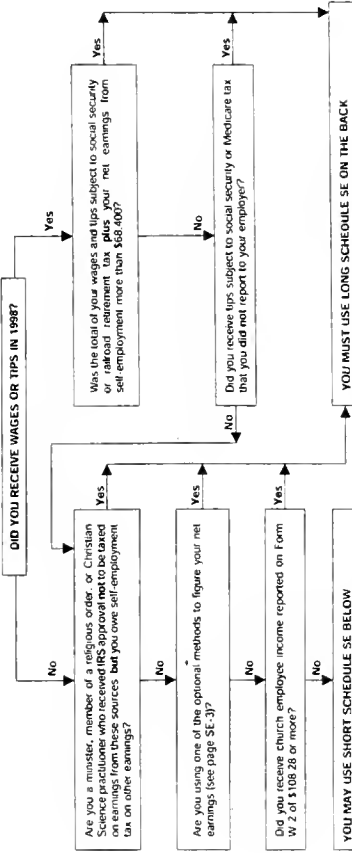 DID YOU RECEIVE WAGES OR TIPS IN 1998?
No
Yes
Are you a minister, member of a religious order, or Christian
Science practitioner who received IRS approval not to be taxed
on earnings from these sources, but you owe self-employment
tax on other earnings?
Yes
No
Are you using one of the optional methods to figure your net
earnings (see page SE-3)?
Yes
No
Did you receive church employee income reported on Form
W 2 of $108 28 or more?
Yes
No
YOU MAY USE SHORT SCHEDULE SE BELOW
Was the total of your wages and tips subject to social security
or railroad retirement tax plus your net earnings from
self-employment more than $68,400?
Yes
No
Did you receive tips subject to social security or Medicare tax
that you did not report to your employer?
Yes
No
YOU MUST USE LONG SCHEDULE SE ON THE BACK